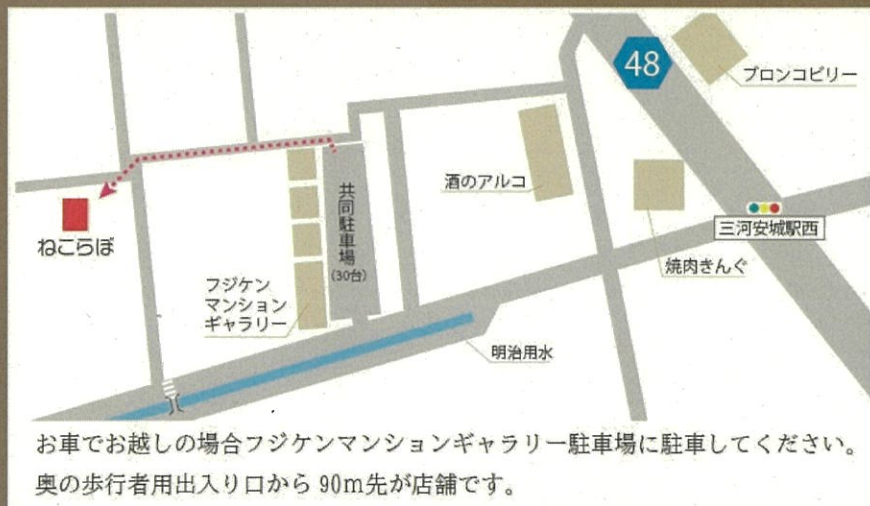 48
ブロンコビリー
酒のアルコ
共同駐車場
(30台)
三河安城駅西
ねこらぼ
焼肉きんぐ
フジケン
マンション
ギャラリー
明治用水
お車でお越しの場合フジケンマンションギャラリー駐車場に駐車してください。
奥の歩行者用出入り口から 90m先が店舗です。